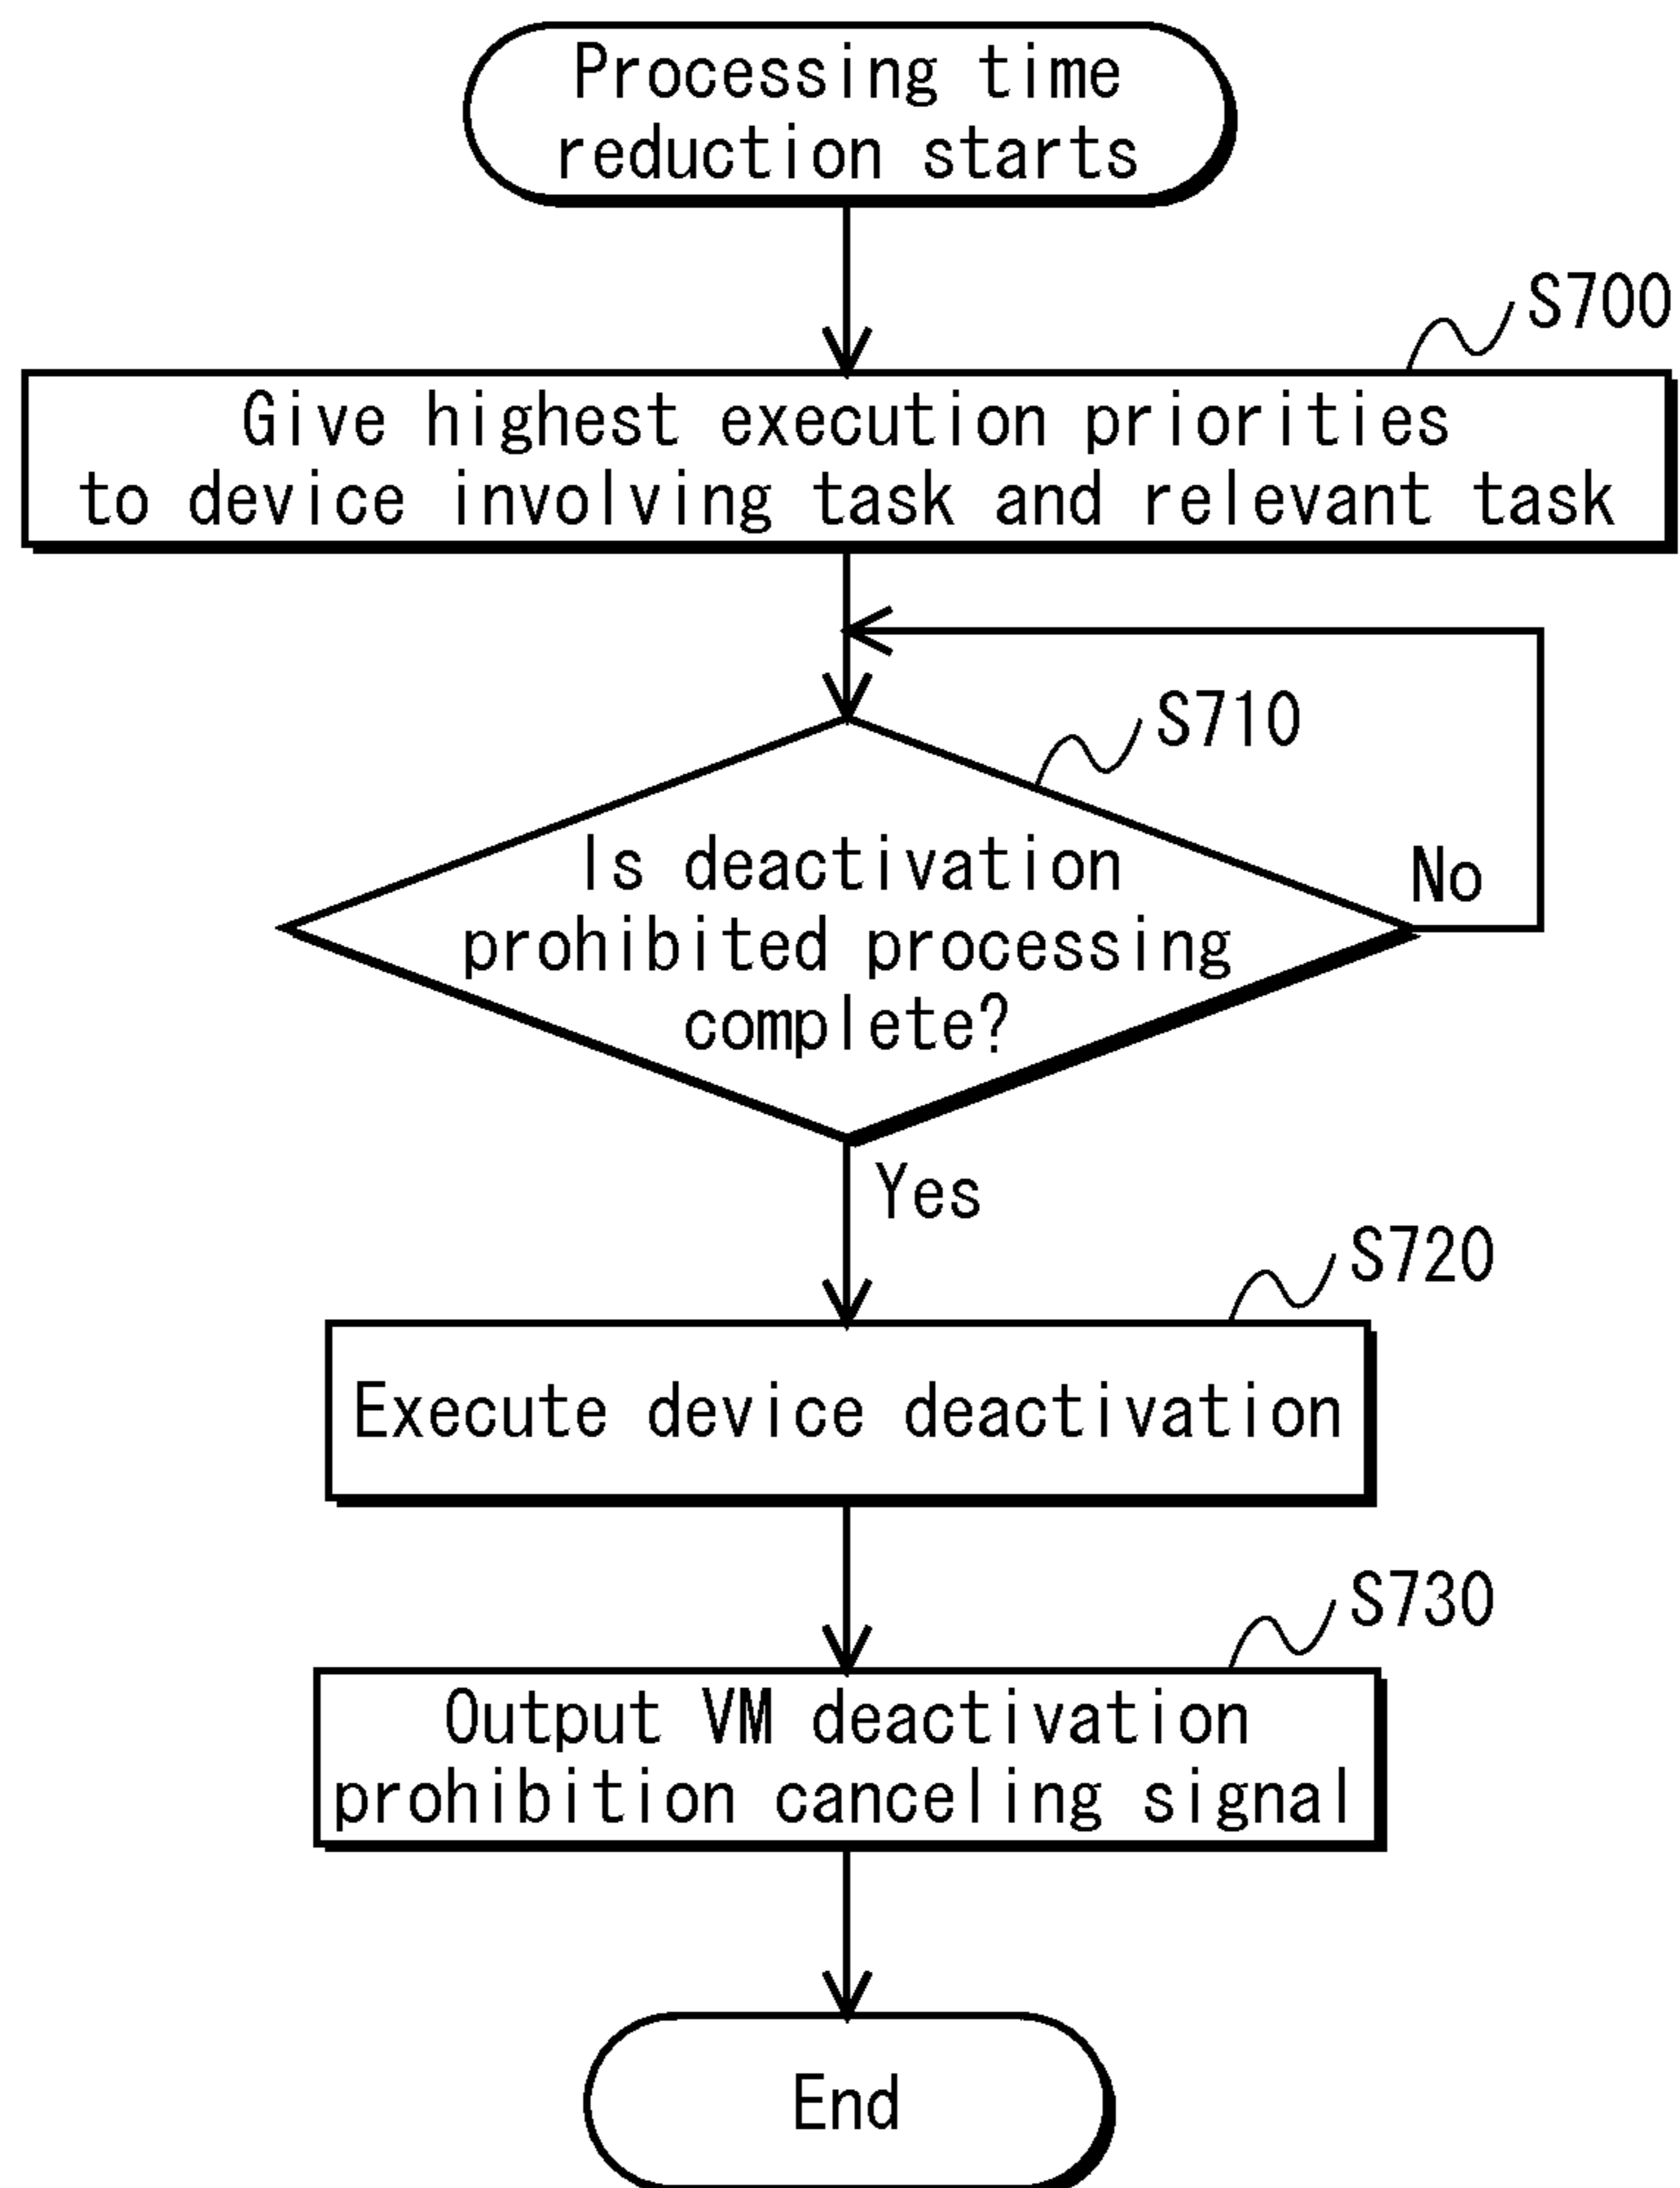 Processing time
reduction starts
S700
Give highest execution priorities
to device involving task and relevant task
S710
Is deactivation
prohibited processing
complete?
No
Yes
S720
Execute device deactivation
S730
Output VM deactivation
prohibition canceling signal
End